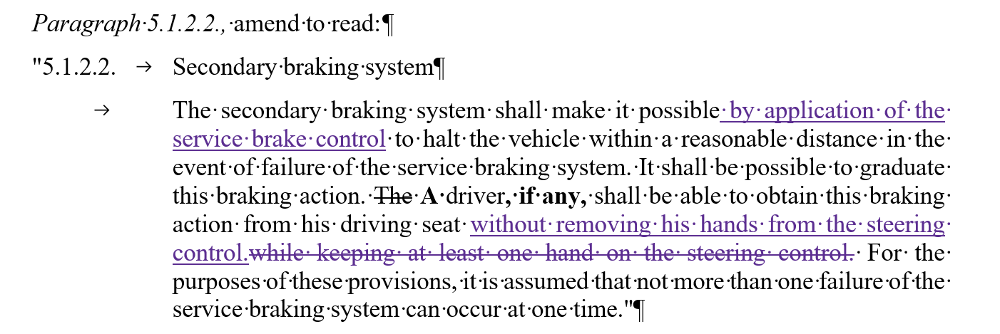 Paragraph 5.1.2.2., amend to read:¶
"5.1.2.2. → Secondary braking system¶
→ The secondary braking system shall make it possible by application of the
service brake control to halt the vehicle within a reasonable distance in the
event of failure of the service braking system. It shall be possible to graduate
this braking action. The A driver, if any, shall be able to obtain this braking
action from his driving seat without removing his hands from the steering
control.while keeping at least one hand on the steering control. For the
purposes of these provisions, it is assumed that not more than one failure of the
service braking system can occur at one time."¶